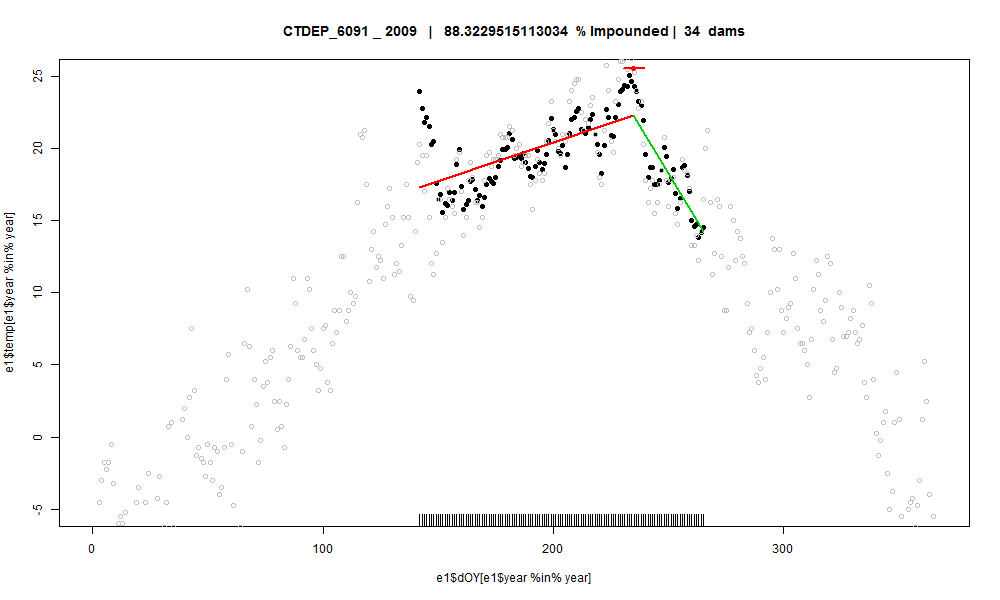 CTDEP_6091 _ 2009 | 88.3229515113034 % Impounded | 34 dams
e1$temp[e1$year %in% year]
25
20
15
10
5
0
-5
0 100 200 300
e1$dOY[e1$year %in% year]